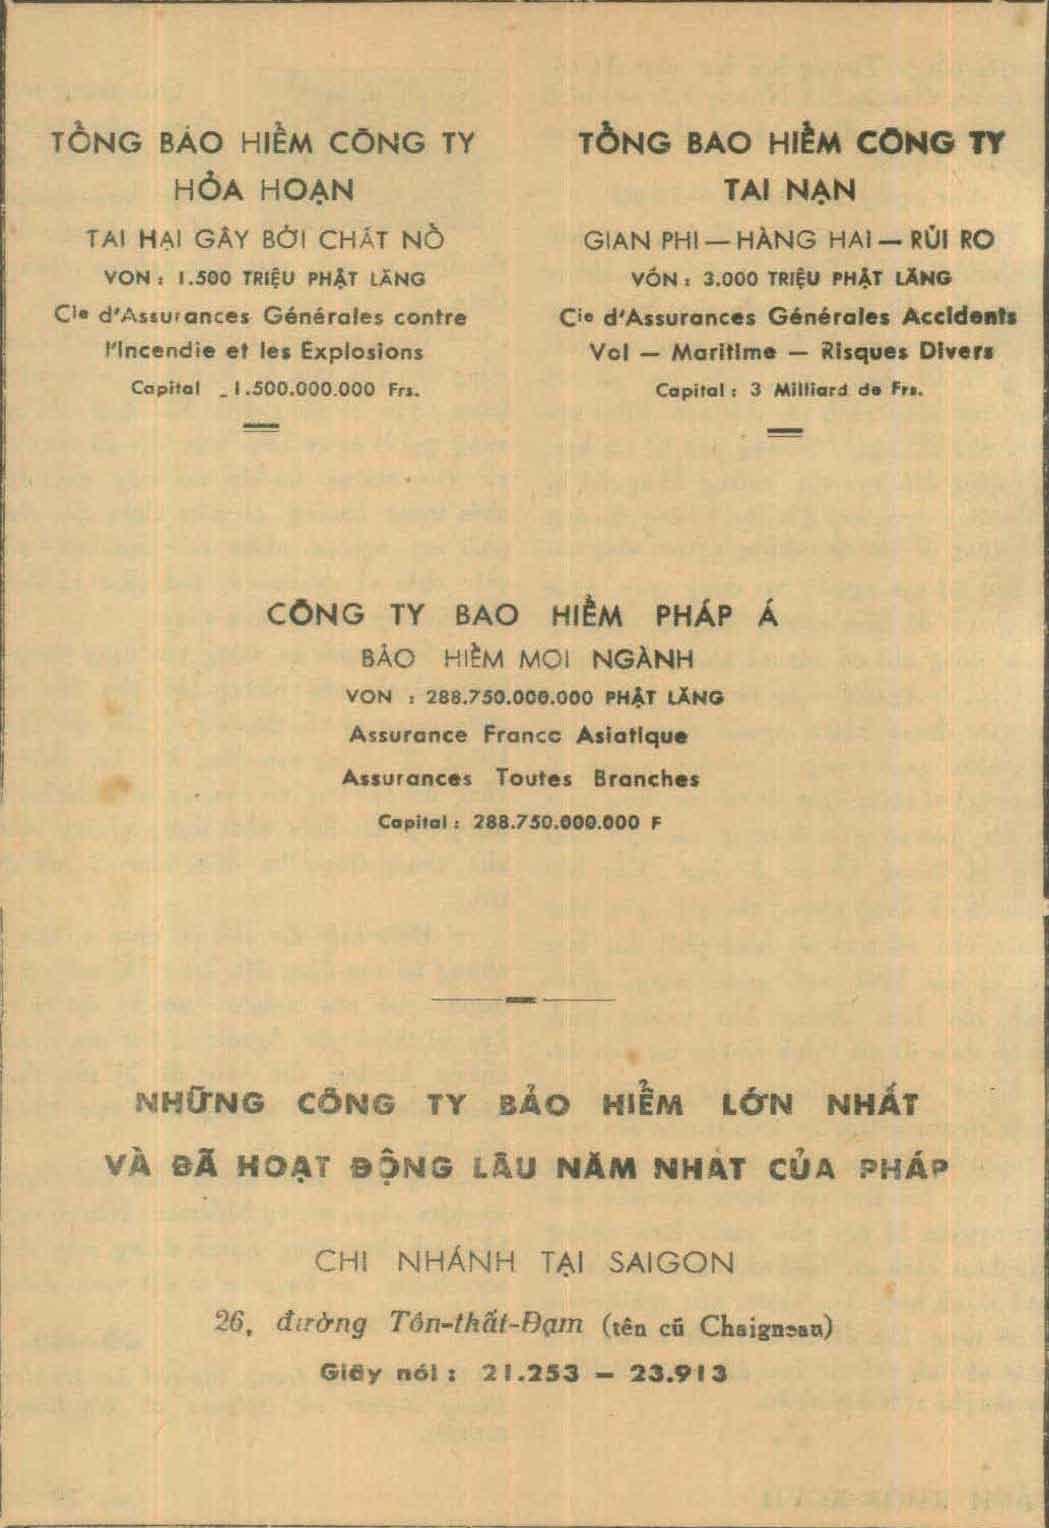 TỔNG BẢO HIỂM CÔNG TY
HỎA HOẠN
TAI HẠI GÂY BỞI CHẤT NỔ
VON : 1.500 TRIỆU PHẬT LĂNG
Cie d'Assurances Générales contre
l'Incendie et les Explosions
Capital : 1.500.000.000 Frs.
TỔNG BAO HIỂM CÔNG TY
TAI NẠN
GIAN PHI — HÀNG HAI — RỦI RO
VỐN : 3.000 TRIỆU PHẬT LĂNG
Cie d'Assurances Générales Accidents
Vol — Maritime — Risques Divers
Capital : 3 Milliard de Frs.
CÔNG TY BAO HIỂM PHÁP Á
BẢO HIỂM MOI NGÀNH
VON : 288.750.000.000 PHẬT LĂNG
Assurance France Asiatique
Assurances Toutes Branches
Capital : 288.750.000.000 F
NHỮNG CÔNG TY BẢO HIỂM LỚN NHẤT
VÀ ĐÃ HOẠT ĐỘNG LÂU NĂM NHẤT CỦA PHÁP
CHI NHÁNH TẠI SAIGON
26, đường Tôn-thất-Đạm (tên cũ Chaigneau)
Giấy nói : 21.253 — 23.913